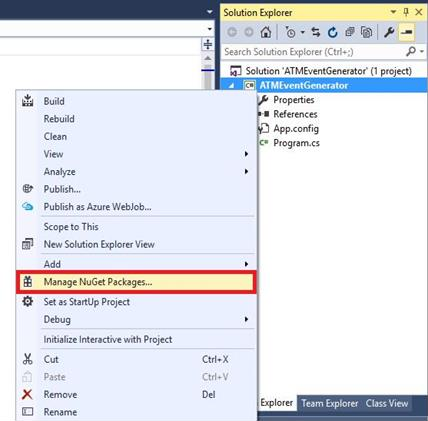 Solution Explorer
Search Solution Explorer (Ctrl+;)
Solution 'ATMEventGenerator' (1 project)
C# ATMEventGenerator
Properties
References
App.config
C# Program.cs
Build
Rebuild
Clean
View
Analyze
Publish...
Publish as Azure WebJob...
Scope to This
New Solution Explorer View
Add
Manage NuGet Packages...
Set as StartUp Project
Debug
Initialize Interactive with Project
Cut Ctrl+X
Paste Ctrl+V
Remove Del
Rename
Explorer Team Explorer Class View